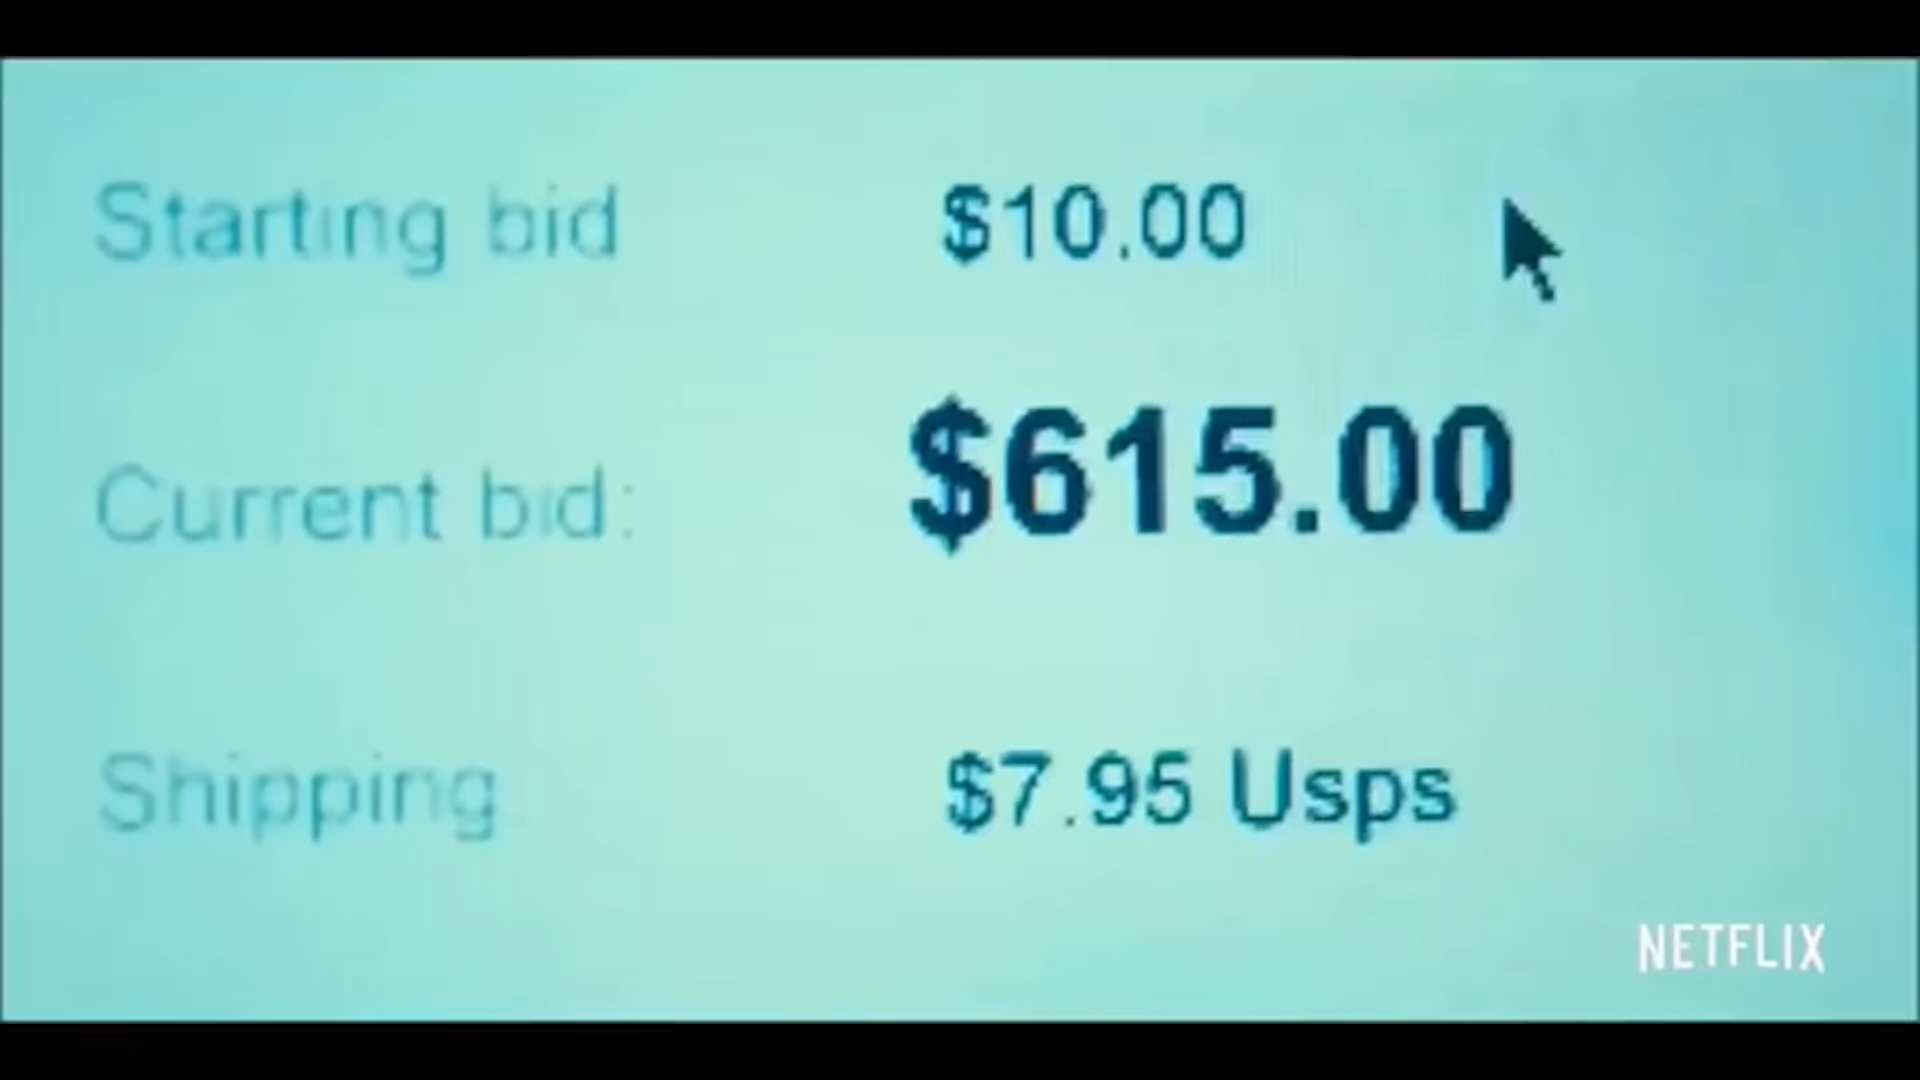 Starting bid $10.00
Current bid: $615.00
Shipping $7.95 Usps
NETFLIX